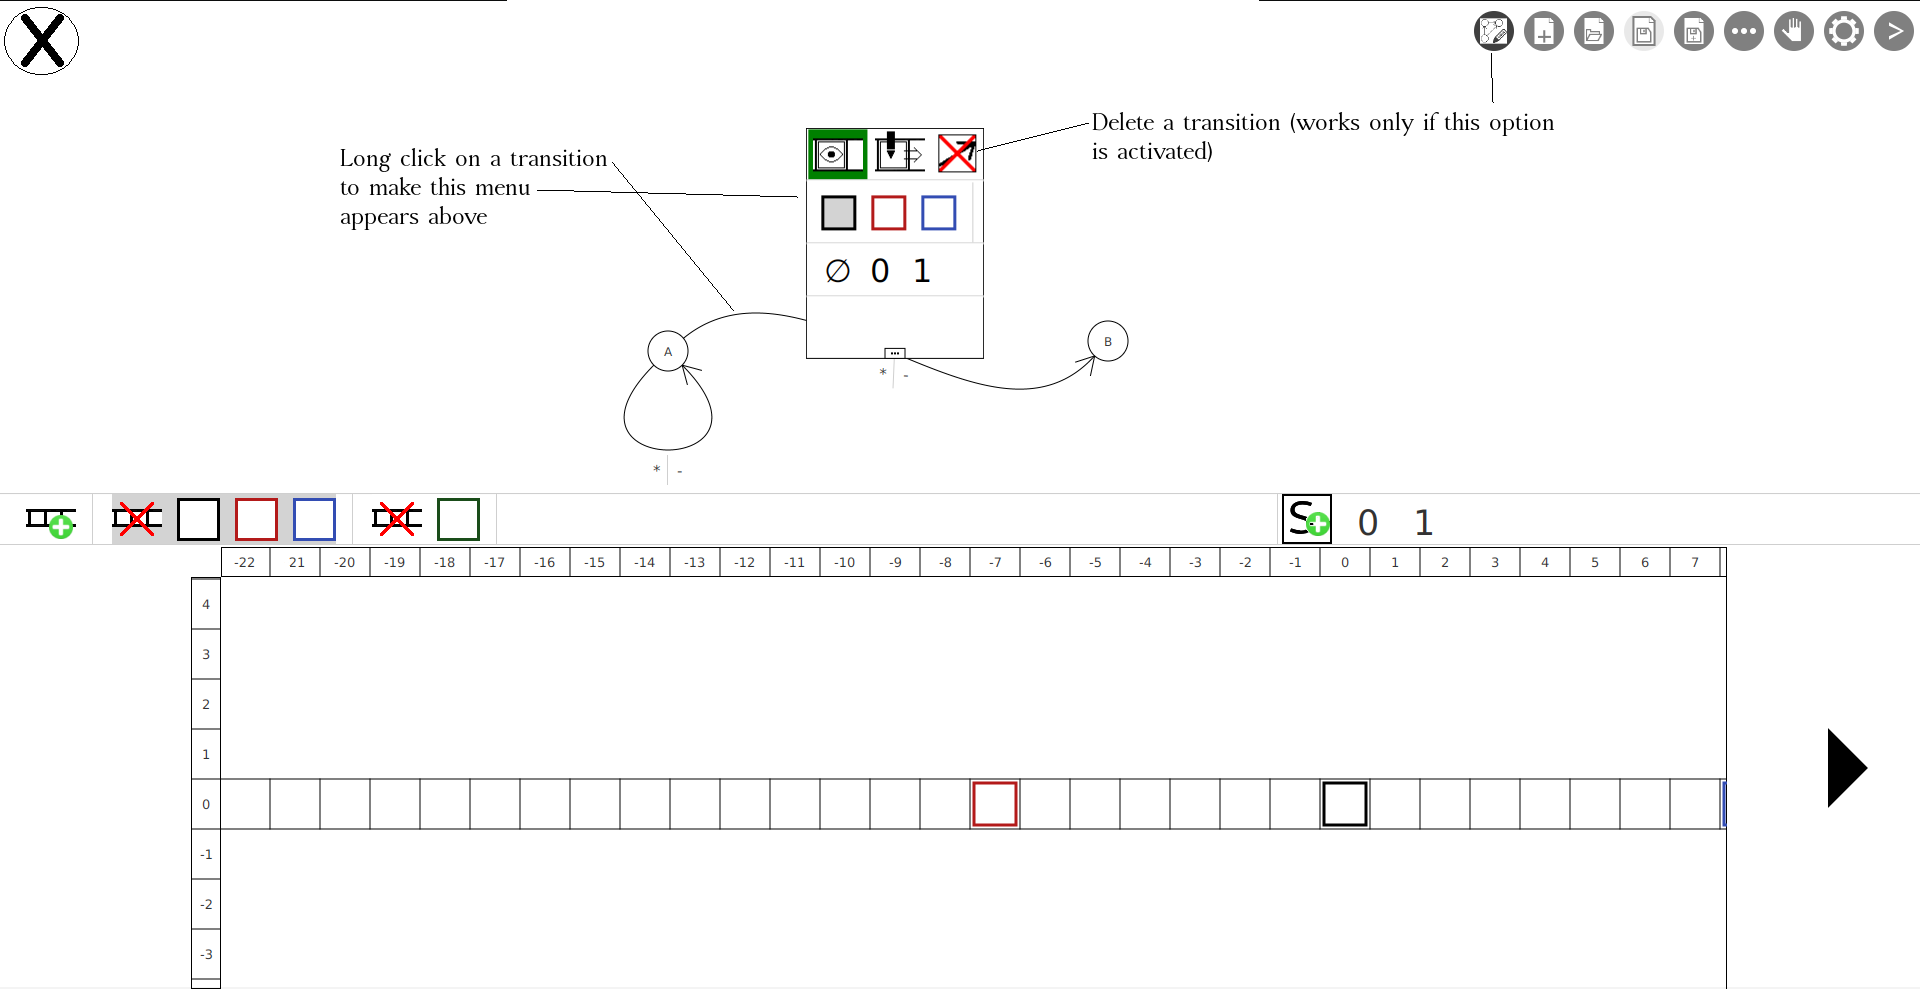 X
>
Delete a transition (works only if this option
is activated)
Long click on a transition
to make this menu
appears above
∅ 0 1
A
B
...
* -
* -
S 0 1
-22 21 -20 -19 -18 -17 -16 -15 -14 -13 -12 -11 -10 -9 -8 -7 -6 -5 -4 -3 -2 -1 0 1 2 3 4 5 6 7
4
3
2
1
0
-1
-2
-3